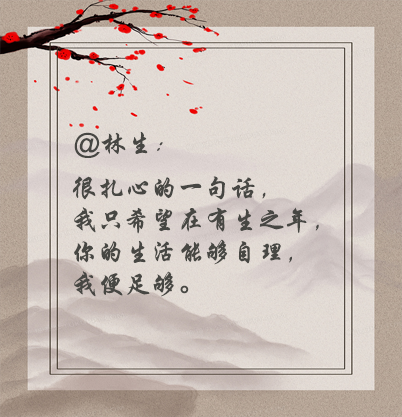 @林生：
很扎心的一句话，
我只希望在有生之年，
你的生活能够自理，
我便足够。